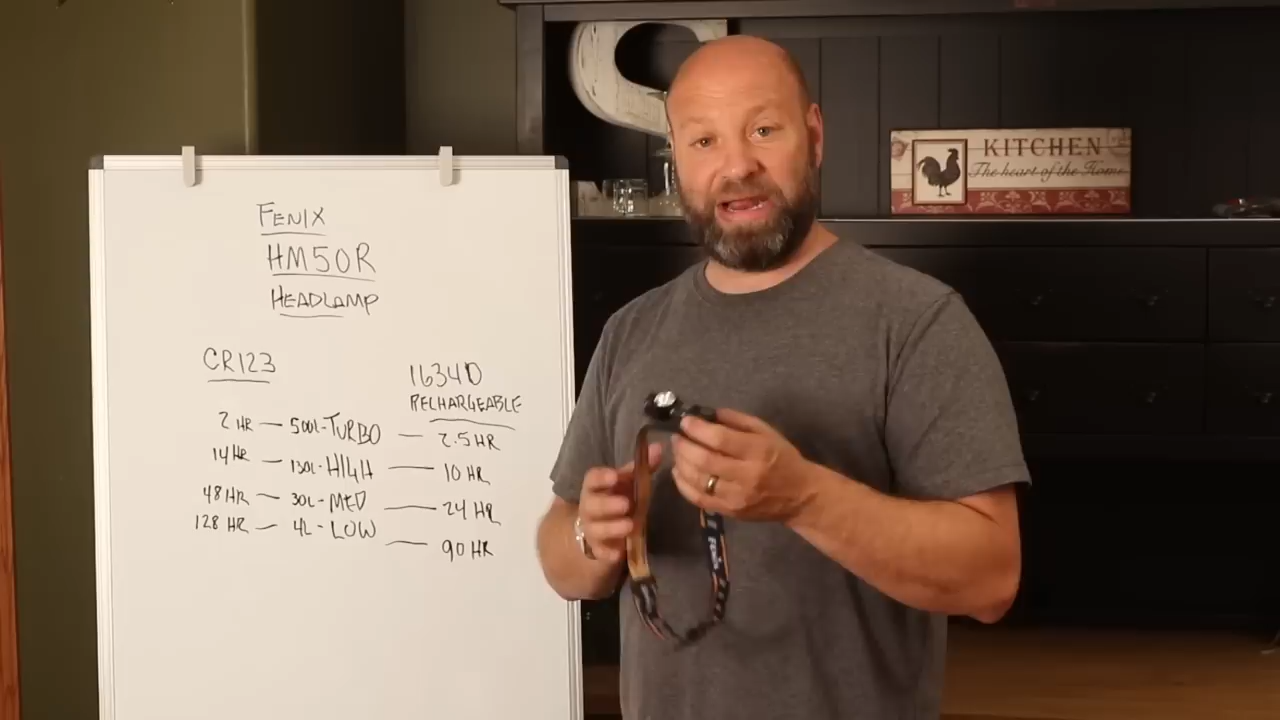 FENIX
HM50R
HEADLAMP
CR123
16340
RECHARGEABLE
2 HR — 500L-TURBO — 2.5 HR
14 HR — 130L-HIGH — 10 HR
48 HR — 30L-MED — 24 HR
128 HR — 4L-LOW — 90 HR
KITCHEN
The heart of the Home
Fenix
S